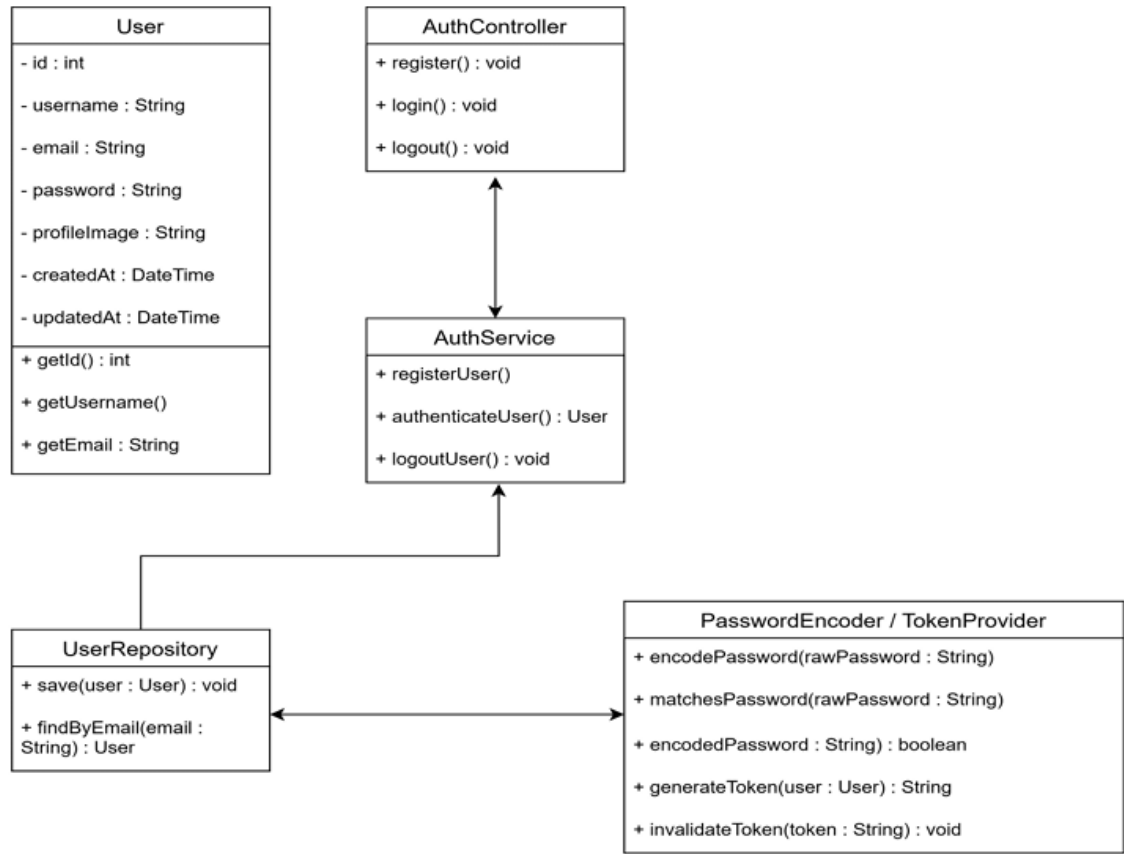 User
- id : int
- username : String
- email : String
- password : String
- profileImage : String
- createdAt : DateTime
- updatedAt : DateTime
+ getId() : int
+ getUsername()
+ getEmail : String
AuthController
+ register() : void
+ login() : void
+ logout() : void
AuthService
+ registerUser()
+ authenticateUser() : User
+ logoutUser() : void
UserRepository
+ save(user : User) : void
+ findByEmail(email :
String) : User
PasswordEncoder / TokenProvider
+ encodePassword(rawPassword : String)
+ matchesPassword(rawPassword : String)
+ encodedPassword : String) : boolean
+ generateToken(user : User) : String
+ invalidateToken(token : String) : void